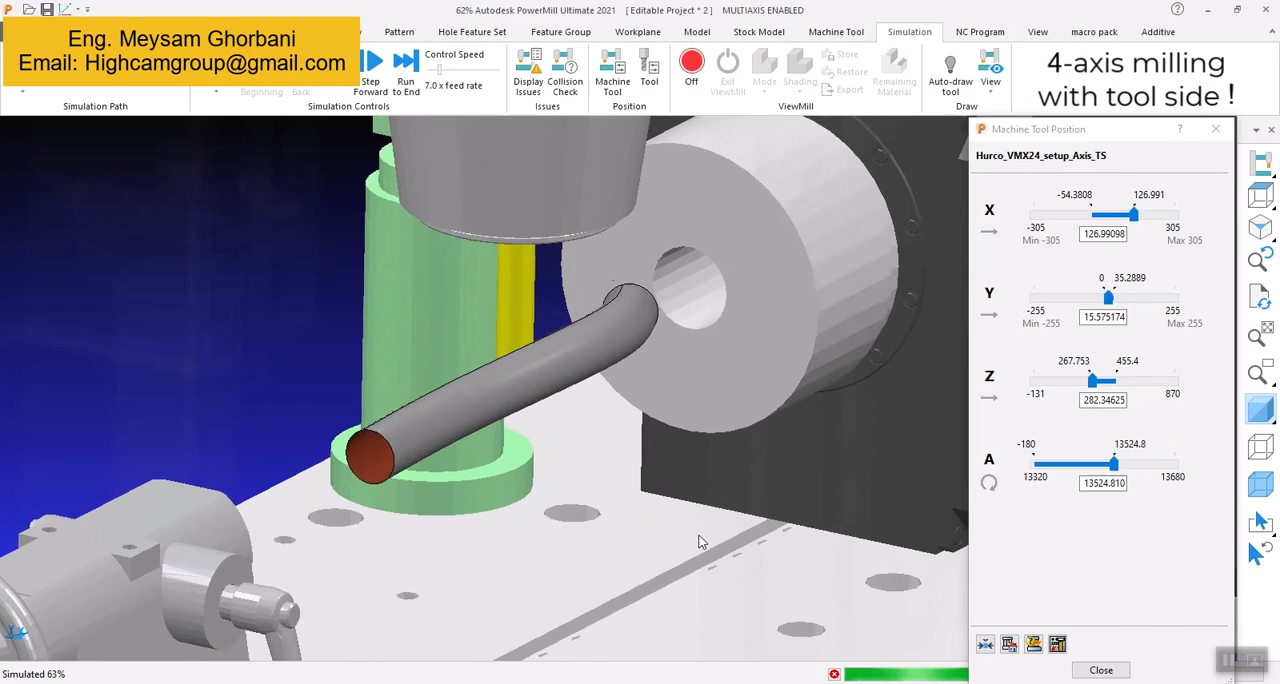 62% Autodesk PowerMill Ultimate 2021 [ Editable Project * 2 ] MULTIAXIS ENABLED
Eng. Meysam Ghorbani
Email: Highcamgroup@gmail.com
Pattern Hole Feature Set Feature Group Workplane Model Stock Model Machine Tool Simulation NC Program View macro pack Additive
Step Forward
Run to End
Control Speed
7.0 x feed rate
Beginning Back
Display Issues
Collision Check
Machine Tool
Tool
Off
Exit ViewMill
Mode
Shading
Store
Restore
Export
Remaining Material
Auto-draw tool
View
Simulation Path Simulation Controls Issues Position ViewMill Draw
4-axis milling
with tool side !
Machine Tool Position
Hurco_VMX24_setup_Axis_TS
-54.3808 126.991
X
-305 305
Min -305 126.99098 Max 305
0 35.2889
Y
-255 255
Min -255 15.575174 Max 255
267.753 455.4
Z
-131 870
282.34625
-180 13524.8
A
13320 13680
13524.810
Close
Simulated 63%